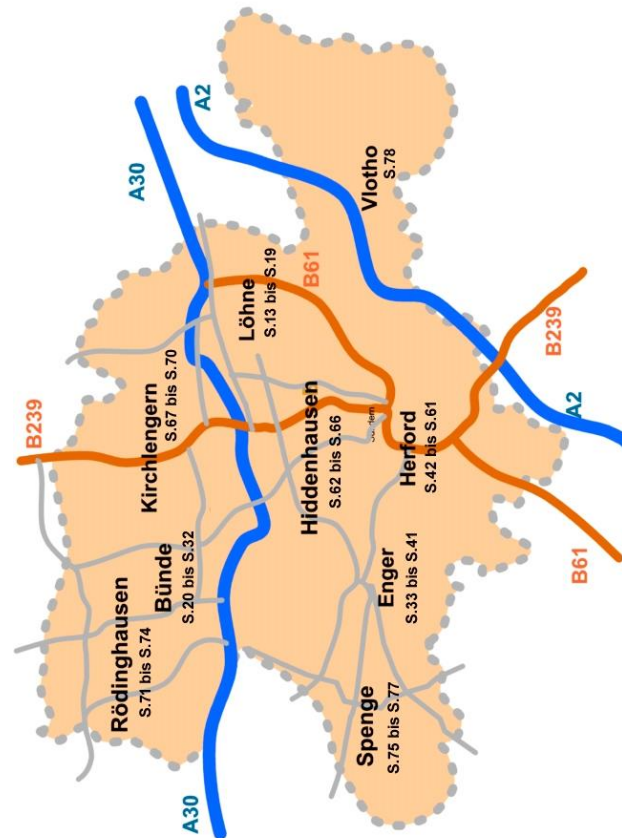 B239
A30
A2
Rödinghausen
S.71 bis S.74
Kirchlengern
S.67 bis S.70
Bünde
S.20 bis S.32
A30
Löhne
S.13 bis S.19
Hiddenhausen
S.62 bis S.66
B61
Vlotho
S.78
Spenge
S.75 bis S.77
Enger
S.33 bis S.41
Herford
S.42 bis S.61
B239
A2
B61